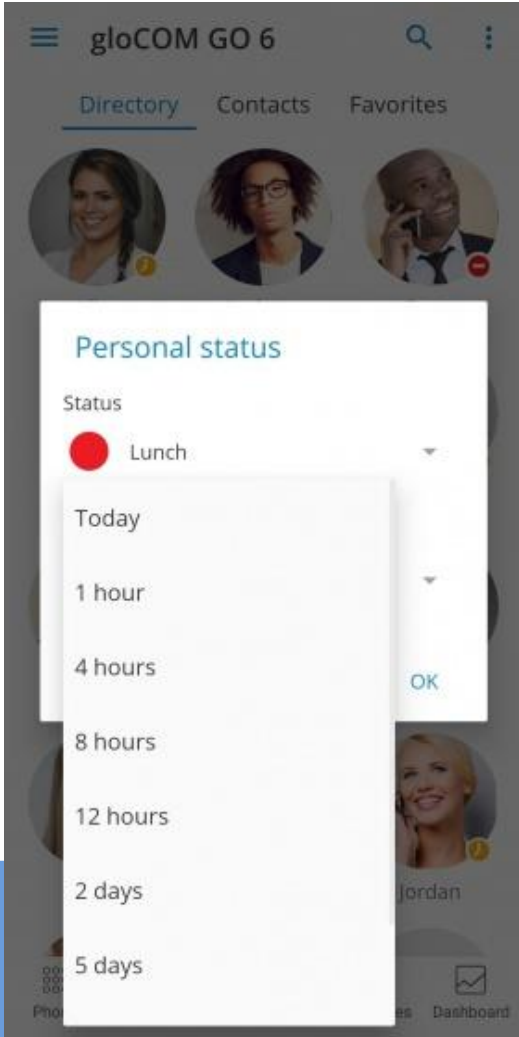 gloCOM GO 6
Directory Contacts Favorites
Personal status
Status
Lunch
Today
1 hour
4 hours
OK
8 hours
12 hours
2 days
Jordan
5 days
Dashboard